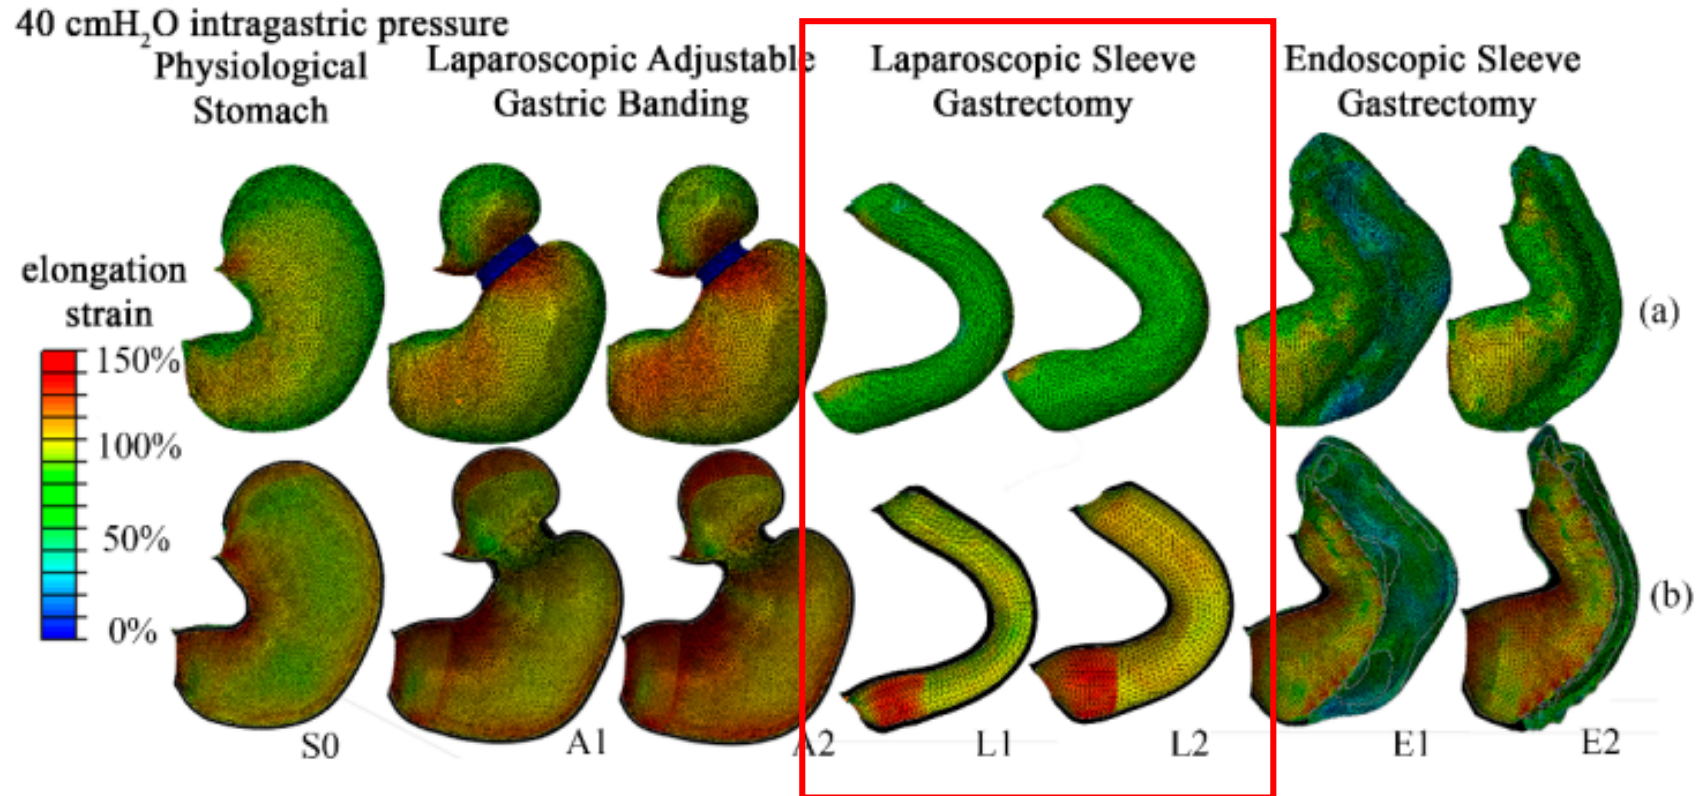 40 cmH₂O intragastric pressure
Physiological
Stomach
Laparoscopic Adjustable
Gastric Banding
Laparoscopic Sleeve
Gastrectomy
Endoscopic Sleeve
Gastrectomy
elongation
strain
150%
100%
50%
0%
(a)
(b)
S0
A1
A2
L1
L2
E1
E2